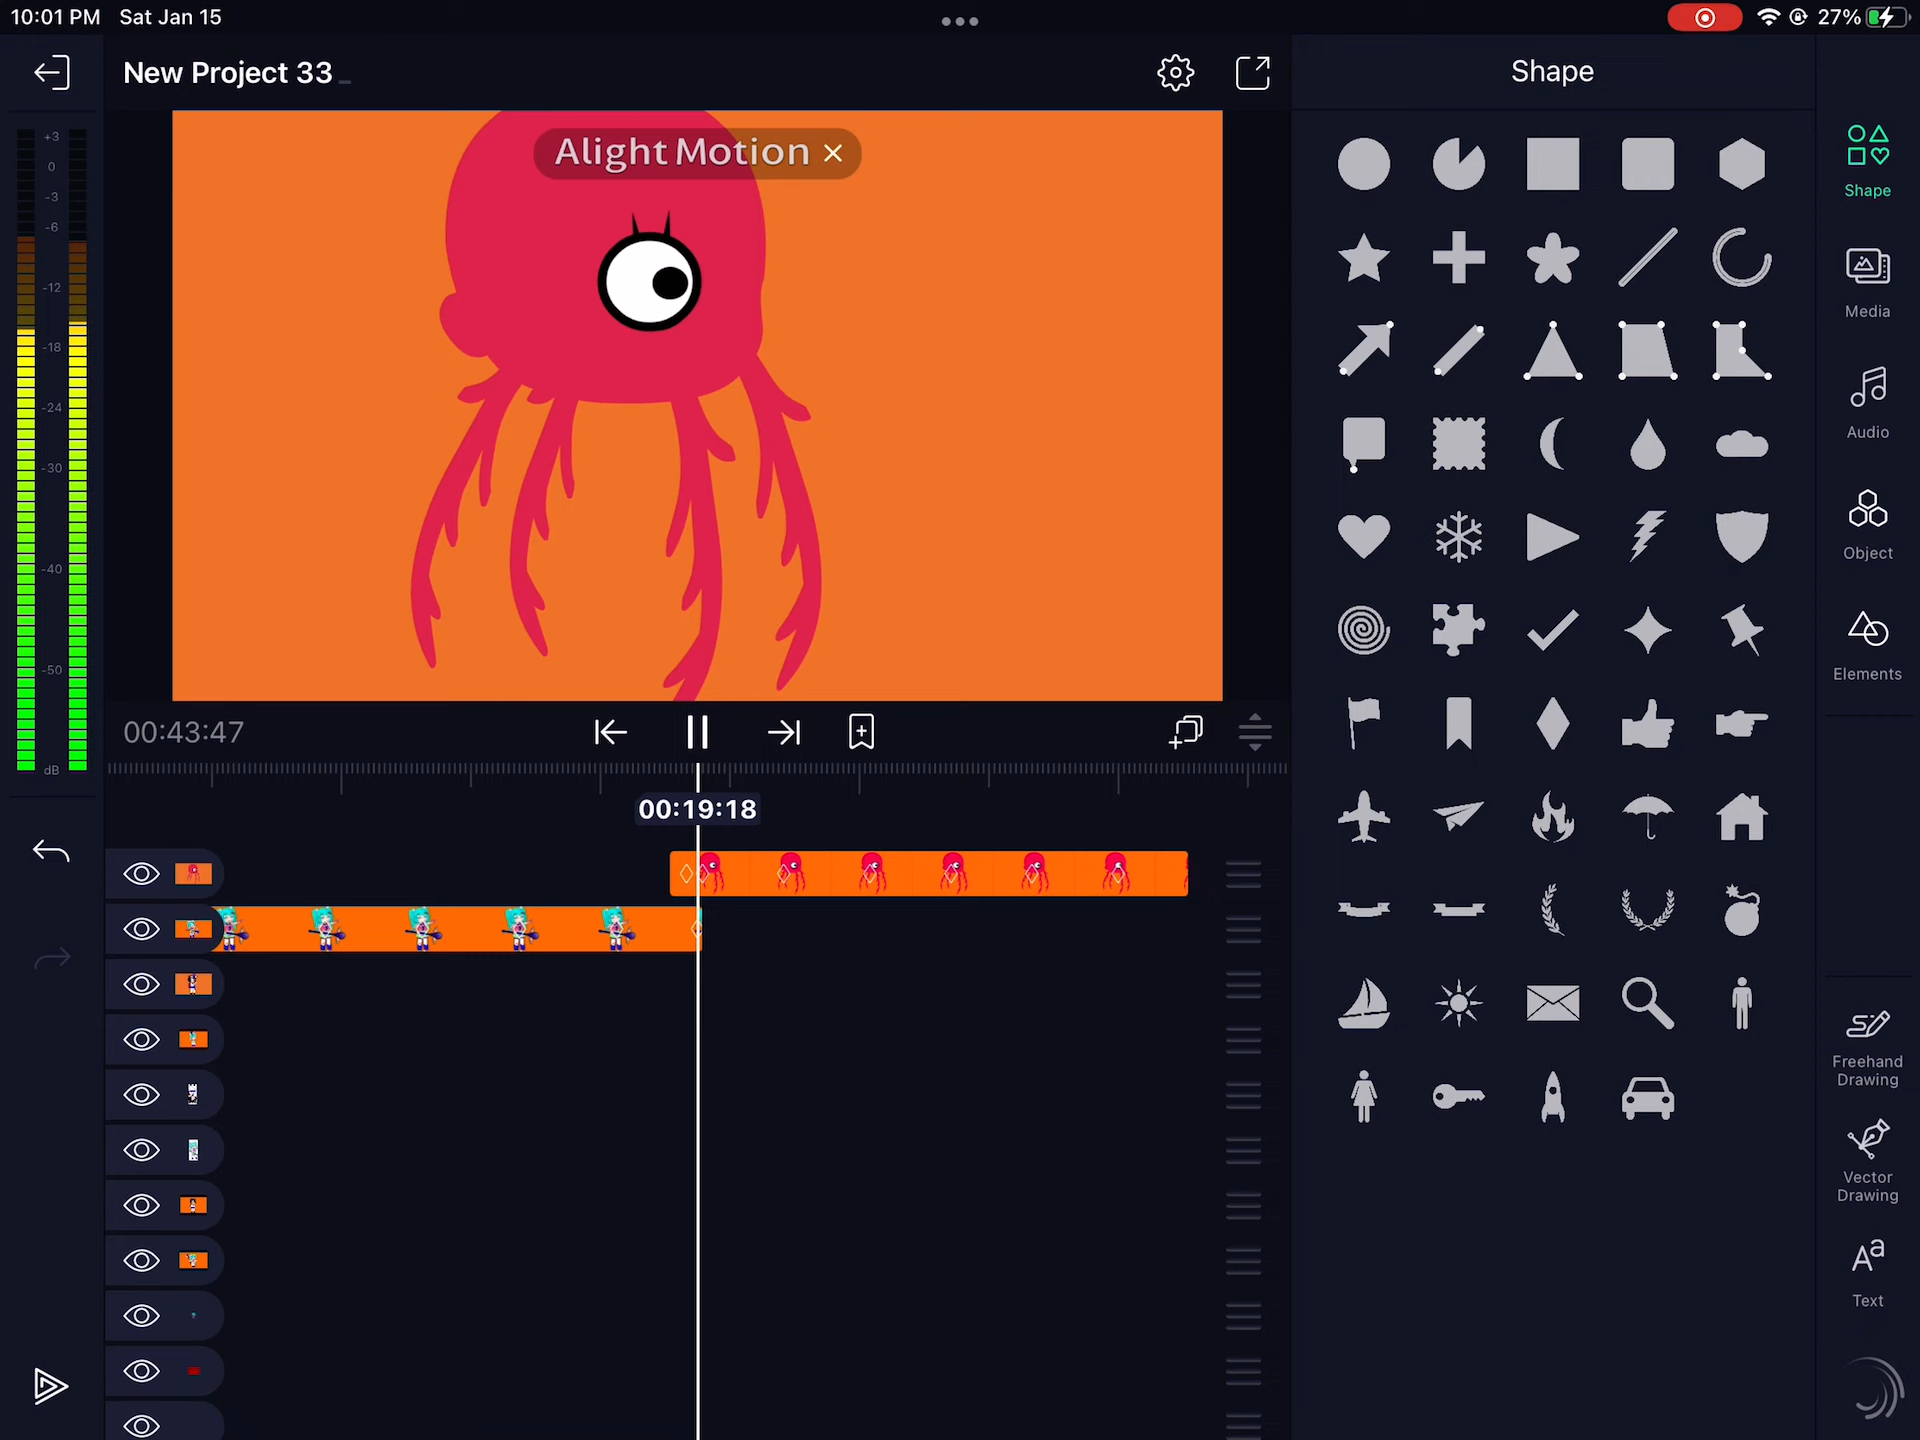 10:01 PM Sat Jan 15
27%
New Project 33
Shape
Alight Motion ×
+3
0
-3
-6
-12
-18
-24
-30
-40
-50
dB
Shape
Media
Audio
Object
Elements
00:43:47
00:19:18
Freehand
Drawing
Vector
Drawing
Aa
Text